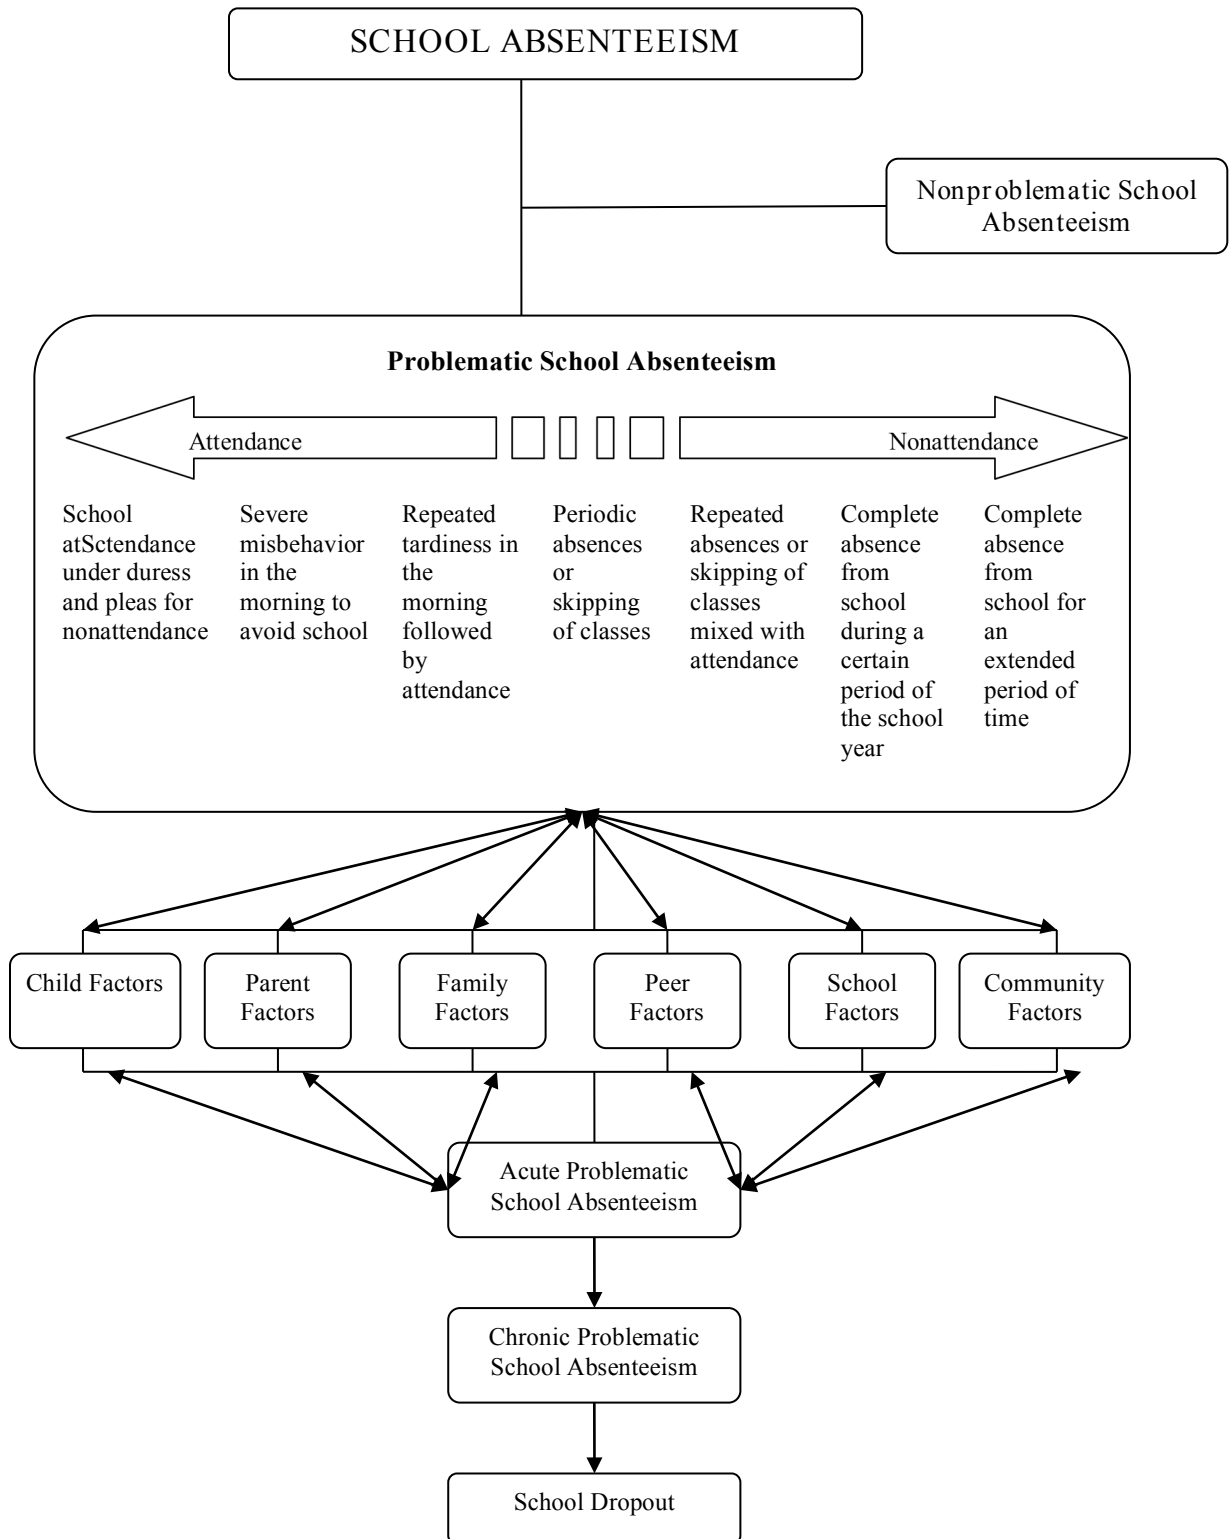 SCHOOL ABSENTEEISM
Nonproblematic School
Absenteeism
Problematic School Absenteeism
Attendance
Nonattendance
School
atSctendance
under duress
and pleas for
nonattendance
Severe
misbehavior
in the
morning to
avoid school
Repeated
tardiness in
the
morning
followed
by
attendance
Periodic
absences
or
skipping
of classes
Repeated
absences or
skipping of
classes
mixed with
attendance
Complete
absence
from
school
during a
certain
period of
the school
year
Complete
absence
from
school for
an
extended
period of
time
Child Factors
Parent
Factors
Family
Factors
Peer
Factors
School
Factors
Community
Factors
Acute Problematic
School Absenteeism
Chronic Problematic
School Absenteeism
School Dropout